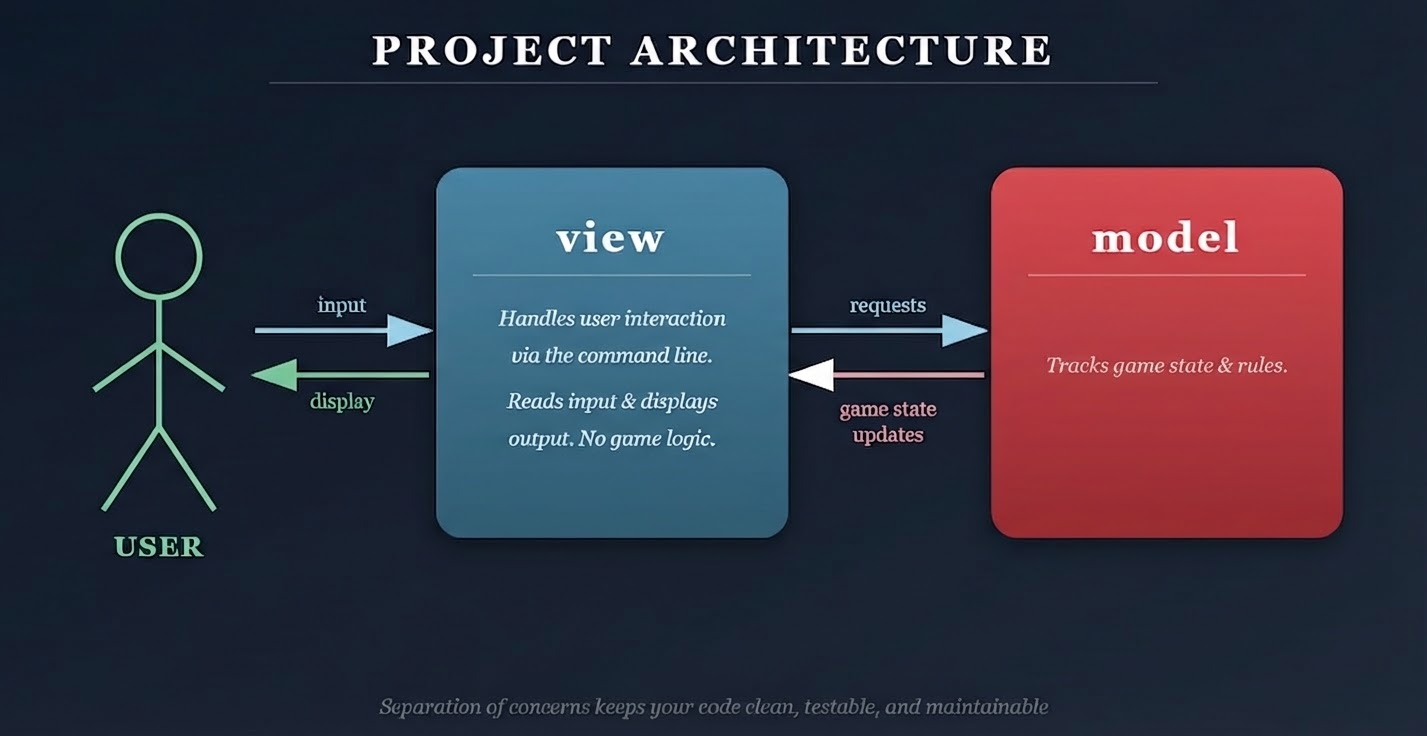 PROJECT ARCHITECTURE
view
model
input
Handles user interaction
via the command line.
Reads input & displays
output. No game logic.
requests
Tracks game state & rules.
display
game state
updates
USER
Separation of concerns keeps your code clean, testable, and maintainable